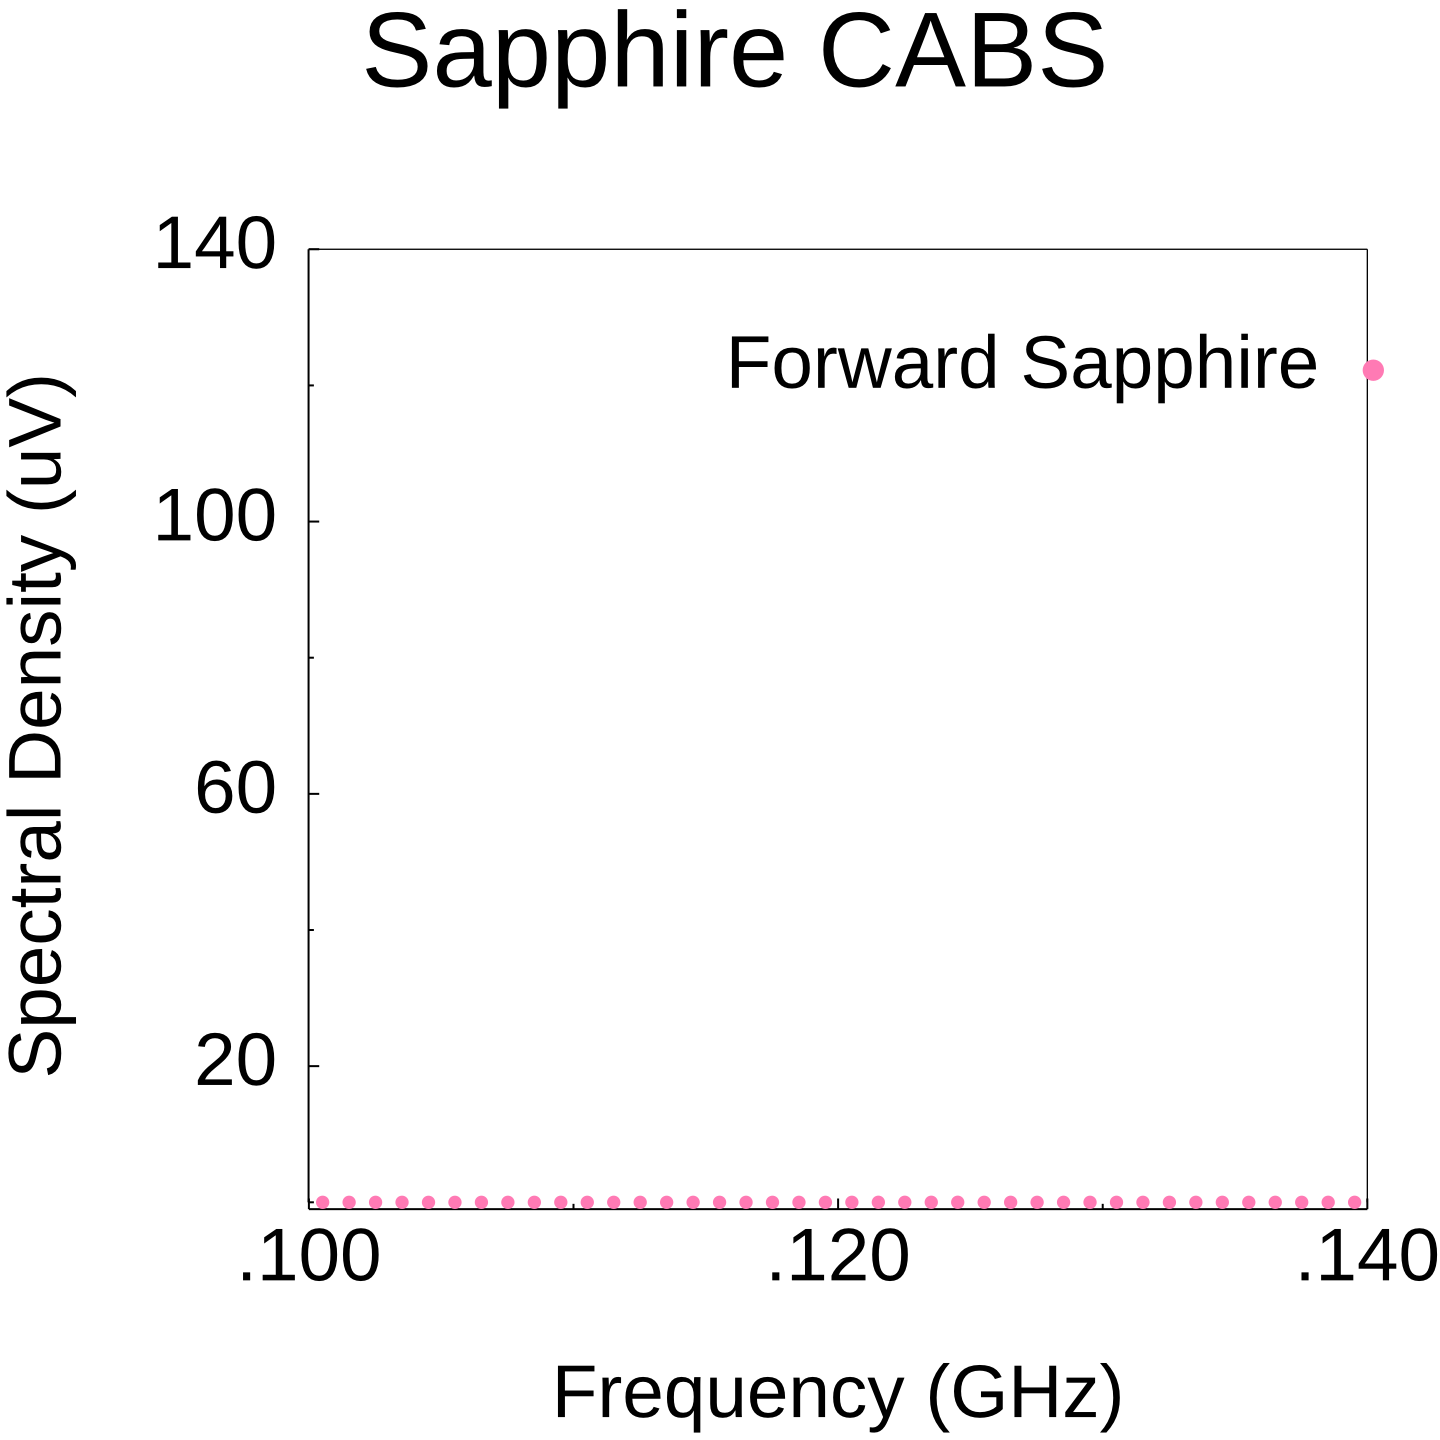 Sapphire CABS
140
Forward Sapphire
100
60
20
Spectral Density (uV)
.100
.120
.140
Frequency (GHz)